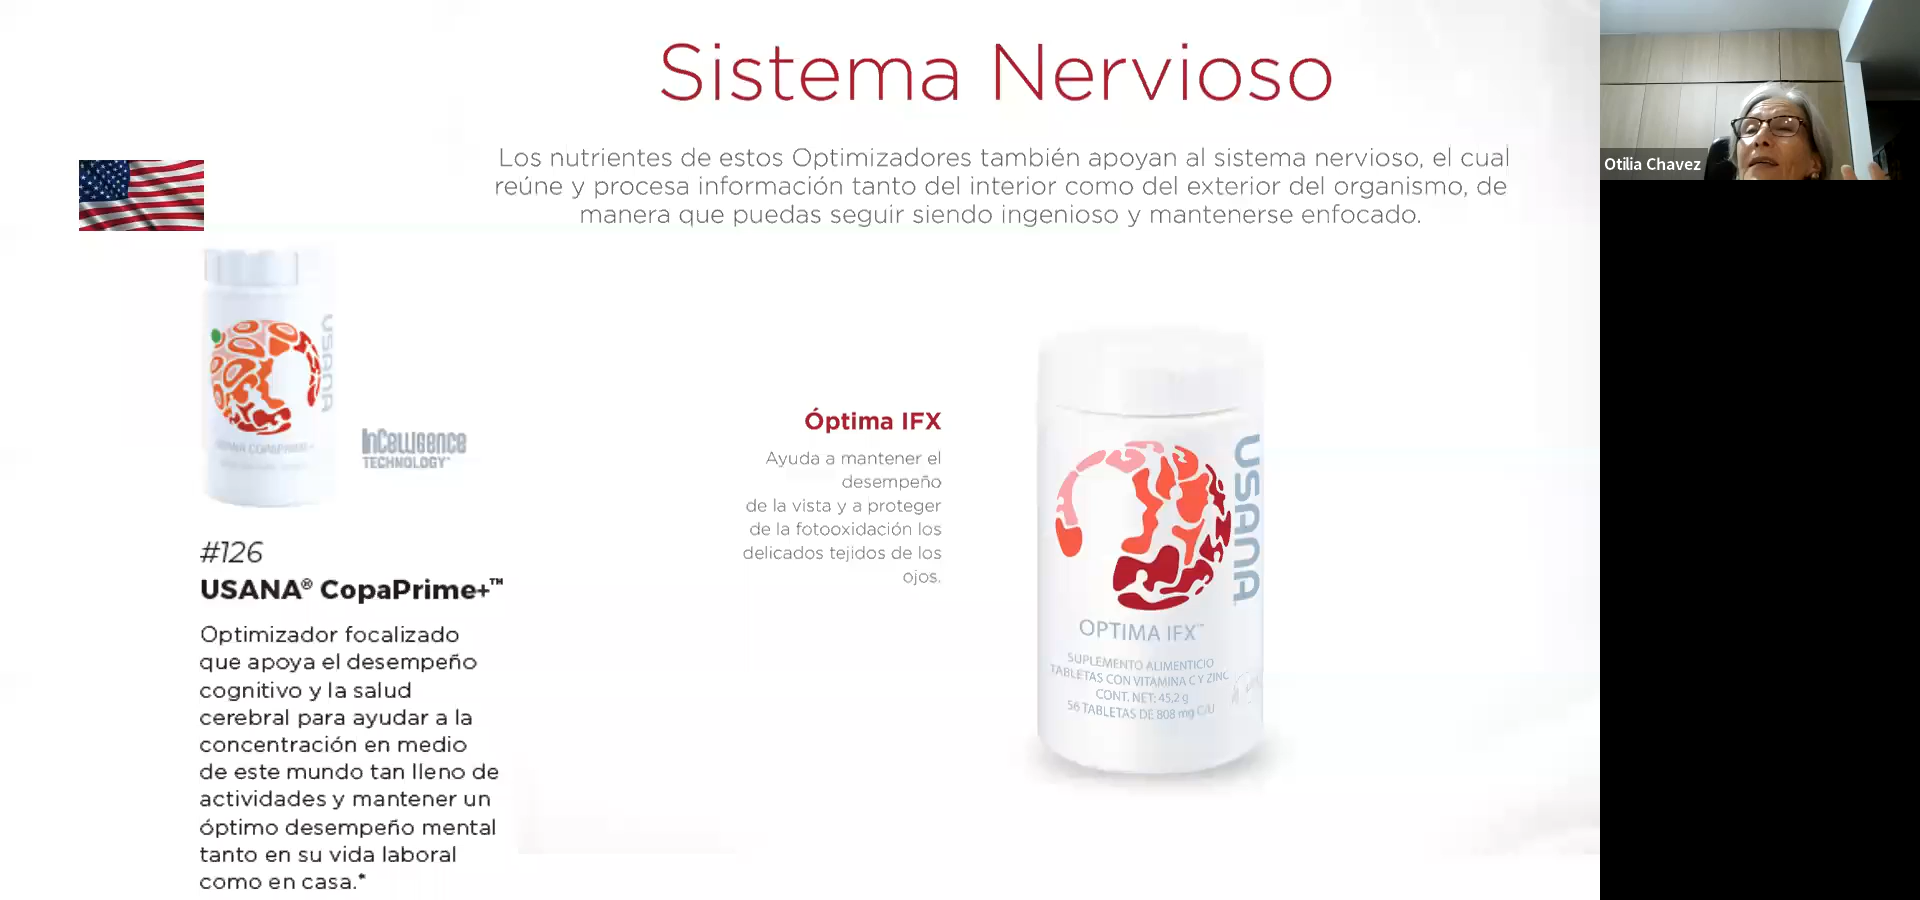 Sistema Nervioso
Los nutrientes de estos Optimizadores también apoyan al sistema nervioso, el cual
reúne y procesa información tanto del interior como del exterior del organismo, de
manera que puedas seguir siendo ingenioso y mantenerse enfocado.
Otilia Chavez
USANA
USANA COPAPRIME+
InCelligence
TECHNOLOGY™
#126
USANA® CopaPrime+™
Optimizador focalizado
que apoya el desempeño
cognitivo y la salud
cerebral para ayudar a la
concentración en medio
de este mundo tan lleno de
actividades y mantener un
óptimo desempeño mental
tanto en su vida laboral
como en casa.*
Óptima IFX
Ayuda a mantener el
desempeño
de la vista y a proteger
de la fotooxidación los
delicados tejidos de los
ojos.
USANA
OPTIMA IFX™
SUPLEMENTO ALIMENTICIO
TABLETAS CON VITAMINA C Y ZINC
CONT. NET: 45,2 g
56 TABLETAS DE 808 mg C/U